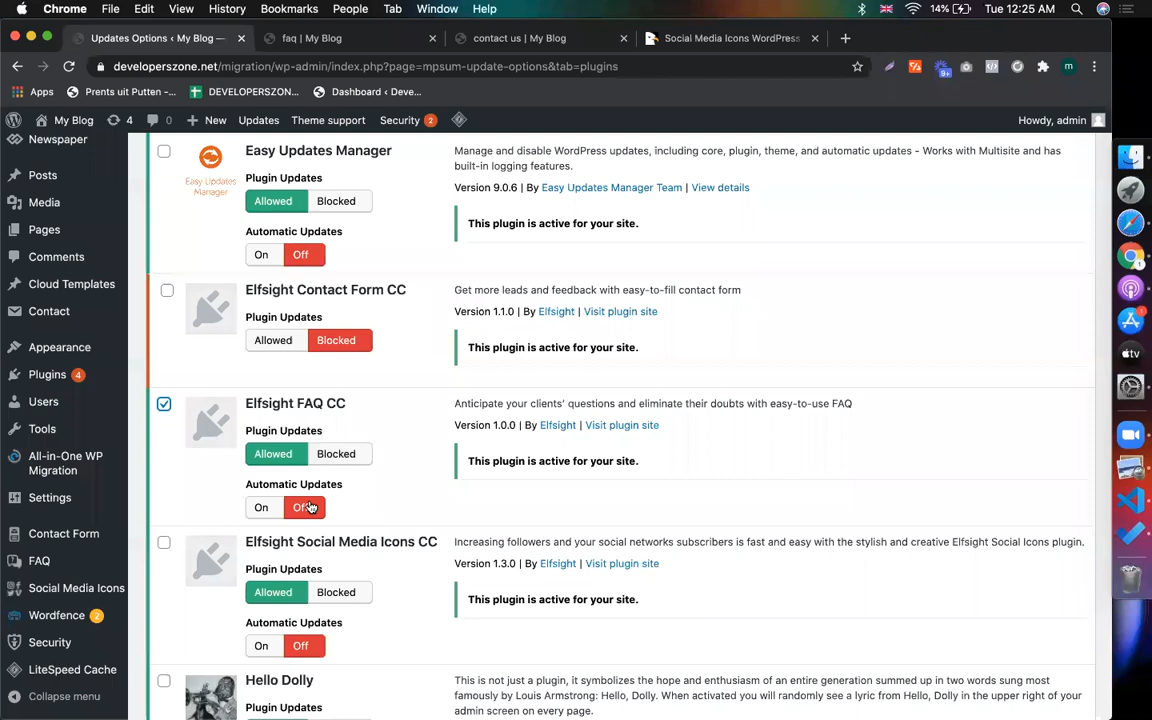 Chrome File Edit View History Bookmarks People Tab Window Help 14% Tue 12:25 AM
Updates Options ‹ My Blog — faq | My Blog contact us | My Blog Social Media Icons WordPress
developerszone.net/migration/wp-admin/index.php?page=mpsum-update-options&tab=plugins 9+ m
Apps Prents uit Putten -... DEVELOPERSZON... Dashboard ‹ Deve...
My Blog 4 0 New Updates Theme support Security 2 Howdy, admin
Newspaper
Posts
Media
Pages
Comments
Cloud Templates
Contact
Appearance
Plugins 4
Users
Tools
All-in-One WP
Migration
Settings
Contact Form
FAQ
Social Media Icons
Wordfence 2
Security
LiteSpeed Cache
Collapse menu
Easy Updates Manager
Easy Updates
Manager
Plugin Updates
Allowed Blocked
Automatic Updates
On Off
Manage and disable WordPress updates, including core, plugin, theme, and automatic updates - Works with Multisite and has
built-in logging features.
Version 9.0.6 | By Easy Updates Manager Team | View details
This plugin is active for your site.
Elfsight Contact Form CC
Plugin Updates
Allowed Blocked
Get more leads and feedback with easy-to-fill contact form
Version 1.1.0 | By Elfsight | Visit plugin site
This plugin is active for your site.
Elfsight FAQ CC
Plugin Updates
Allowed Blocked
Automatic Updates
On Off
Anticipate your clients' questions and eliminate their doubts with easy-to-use FAQ
Version 1.0.0 | By Elfsight | Visit plugin site
This plugin is active for your site.
Elfsight Social Media Icons CC
Plugin Updates
Allowed Blocked
Automatic Updates
On Off
Increasing followers and your social networks subscribers is fast and easy with the stylish and creative Elfsight Social Icons plugin.
Version 1.3.0 | By Elfsight | Visit plugin site
This plugin is active for your site.
Hello Dolly
Plugin Updates
This is not just a plugin, it symbolizes the hope and enthusiasm of an entire generation summed up in two words sung most
famously by Louis Armstrong: Hello, Dolly. When activated you will randomly see a lyric from Hello, Dolly in the upper right of your
admin screen on every page.
1
1
tv